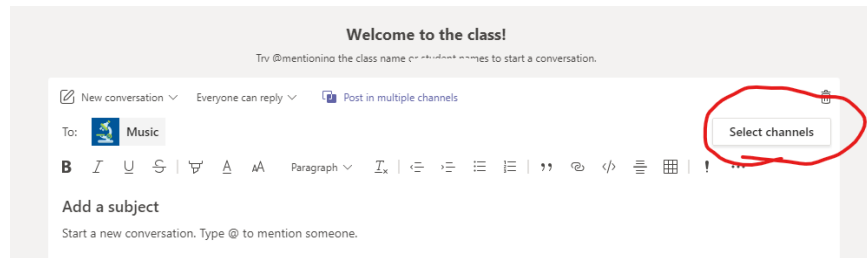 Welcome to the class!
Try @mentioning the class name or student names to start a conversation.
New conversation Everyone can reply Post in multiple channels
To: Music Select channels
B I U S A AA Paragraph Tx
Add a subject
Start a new conversation. Type @ to mention someone.